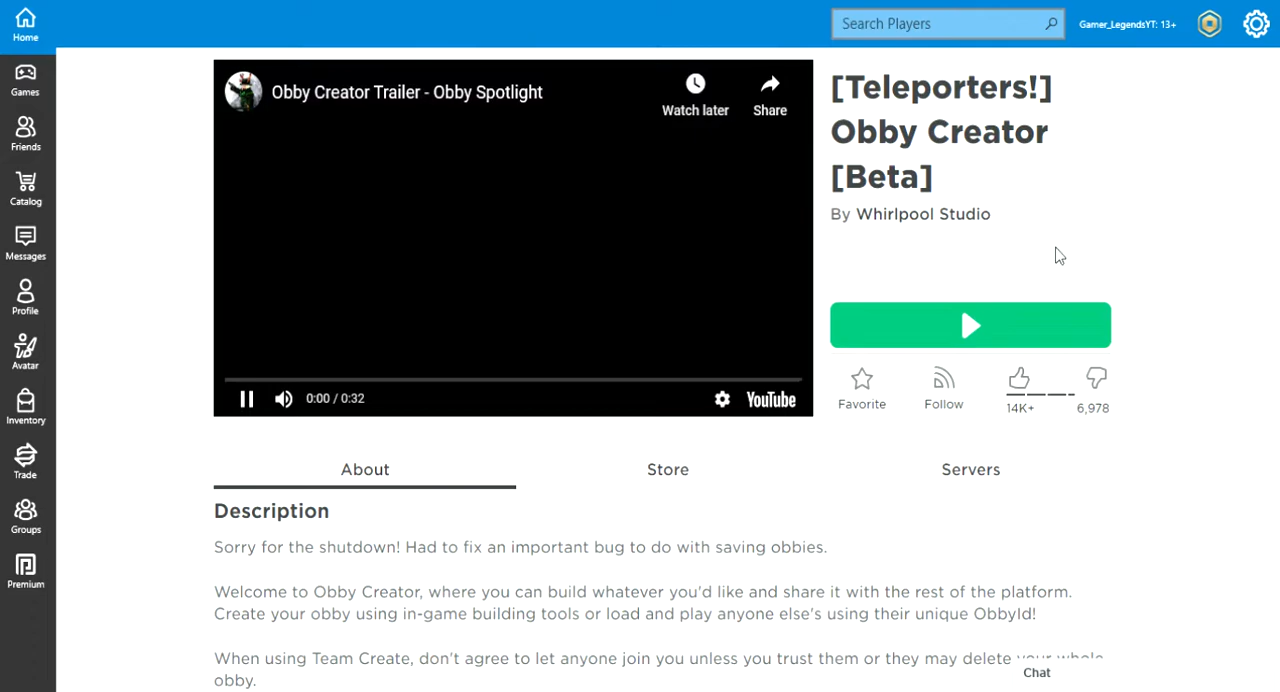 Home
Search Players
Gamer_LegendsYT: 13+
Games
Friends
Catalog
Messages
Profile
Avatar
Inventory
Trade
Groups
Premium
Obby Creator Trailer - Obby Spotlight
Watch later
Share
0:00 / 0:32
YouTube
[Teleporters!]
Obby Creator
[Beta]
By Whirlpool Studio
Favorite
Follow
14K+
6,978
About
Store
Servers
Description
Sorry for the shutdown! Had to fix an important bug to do with saving obbies.
Welcome to Obby Creator, where you can build whatever you'd like and share it with the rest of the platform.
Create your obby using in-game building tools or load and play anyone else's using their unique ObbyId!
When using Team Create, don't agree to let anyone join you unless you trust them or they may delete your whole
obby.
Chat